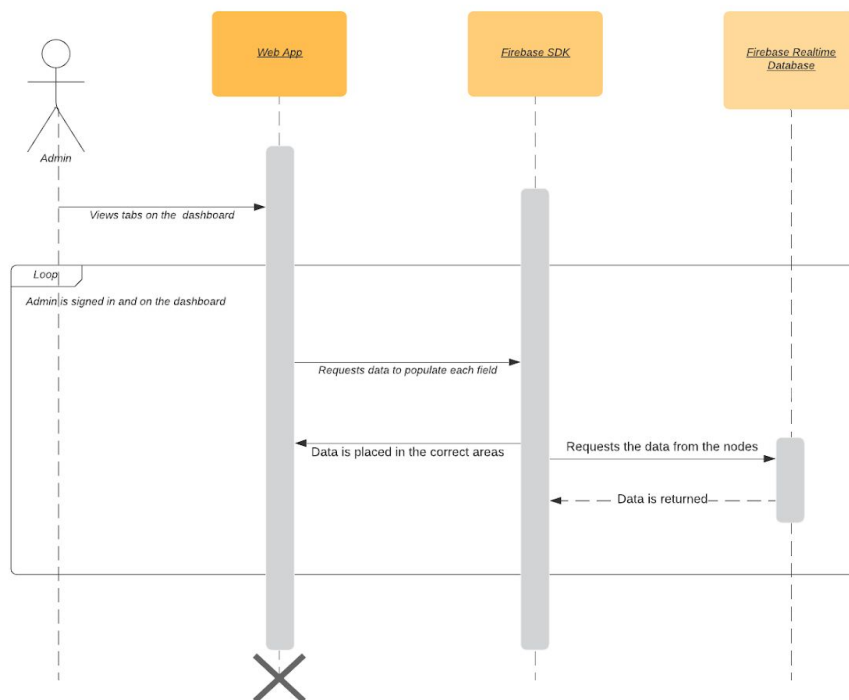 Web App
Firebase SDK
Firebase Realtime
Database
Admin
Views tabs on the dashboard
Loop
Admin is signed in and on the dashboard
Requests data to populate each field
Data is placed in the correct areas
Requests the data from the nodes
Data is returned